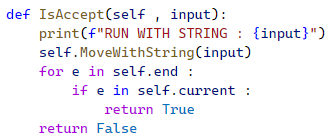 def IsAccept(self , input):
    print(f"RUN WITH STRING : {input}")
    self.MoveWithString(input)
    for e in self.end :
        if e in self.current :
            return True
    return False